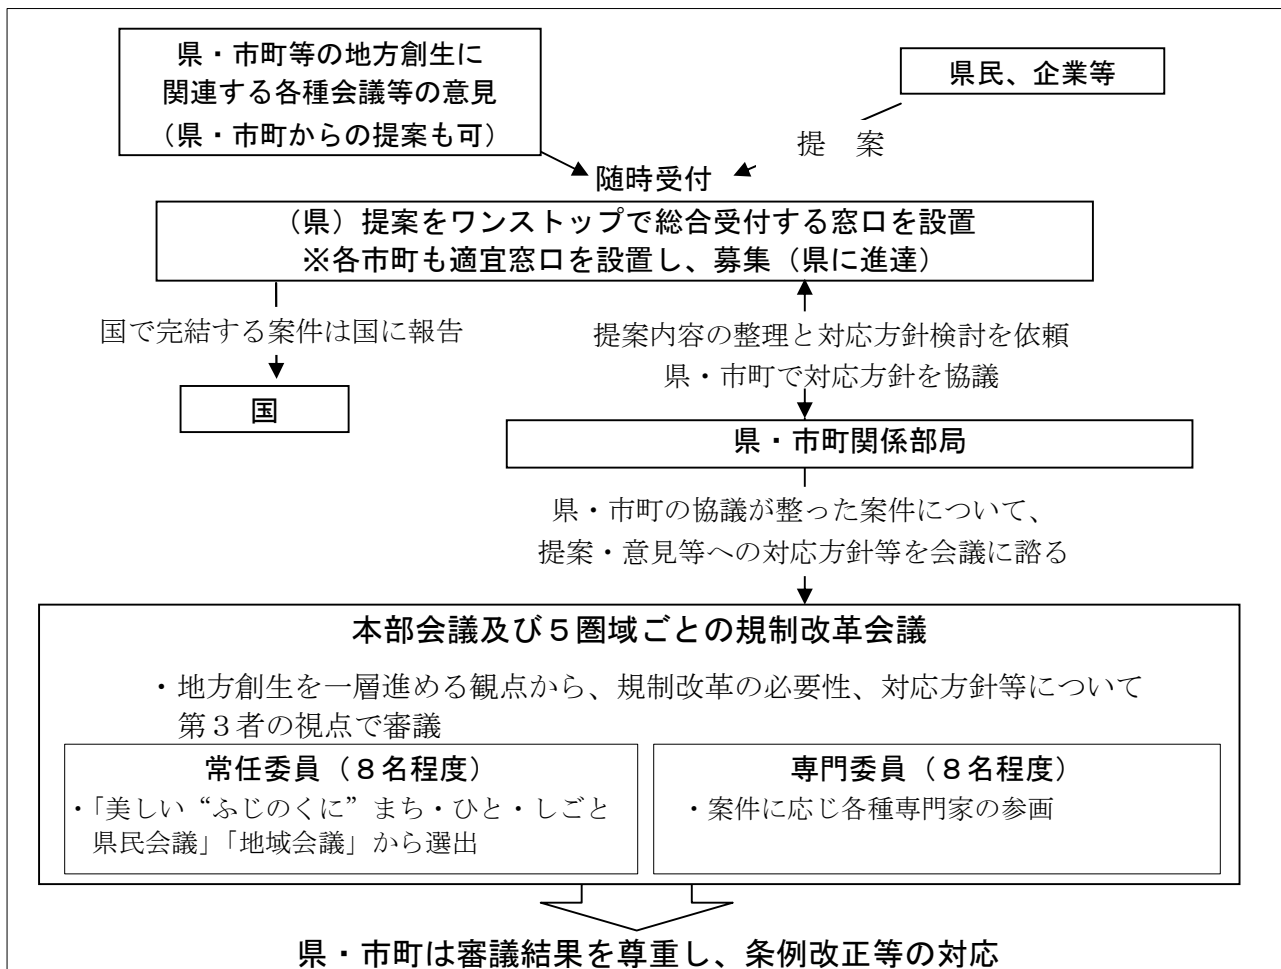 県・市町等の地方創生に
関連する各種会議等の意見
（県・市町からの提案も可）
県民、企業等
提　案
随時受付
（県）提案をワンストップで総合受付する窓口を設置
※各市町も適宜窓口を設置し、募集（県に進達）
国で完結する案件は国に報告
提案内容の整理と対応方針検討を依頼
県・市町で対応方針を協議
国
県・市町関係部局
県・市町の協議が整った案件について、
提案・意見等への対応方針等を会議に諮る
本部会議及び５圏域ごとの規制改革会議
・地方創生を一層進める観点から、規制改革の必要性、対応方針等について
第３者の視点で審議
常任委員（８名程度）
・「美しい“ふじのくに”まち・ひと・しごと
県民会議」「地域会議」から選出
専門委員（８名程度）
・案件に応じ各種専門家の参画
県・市町は審議結果を尊重し、条例改正等の対応